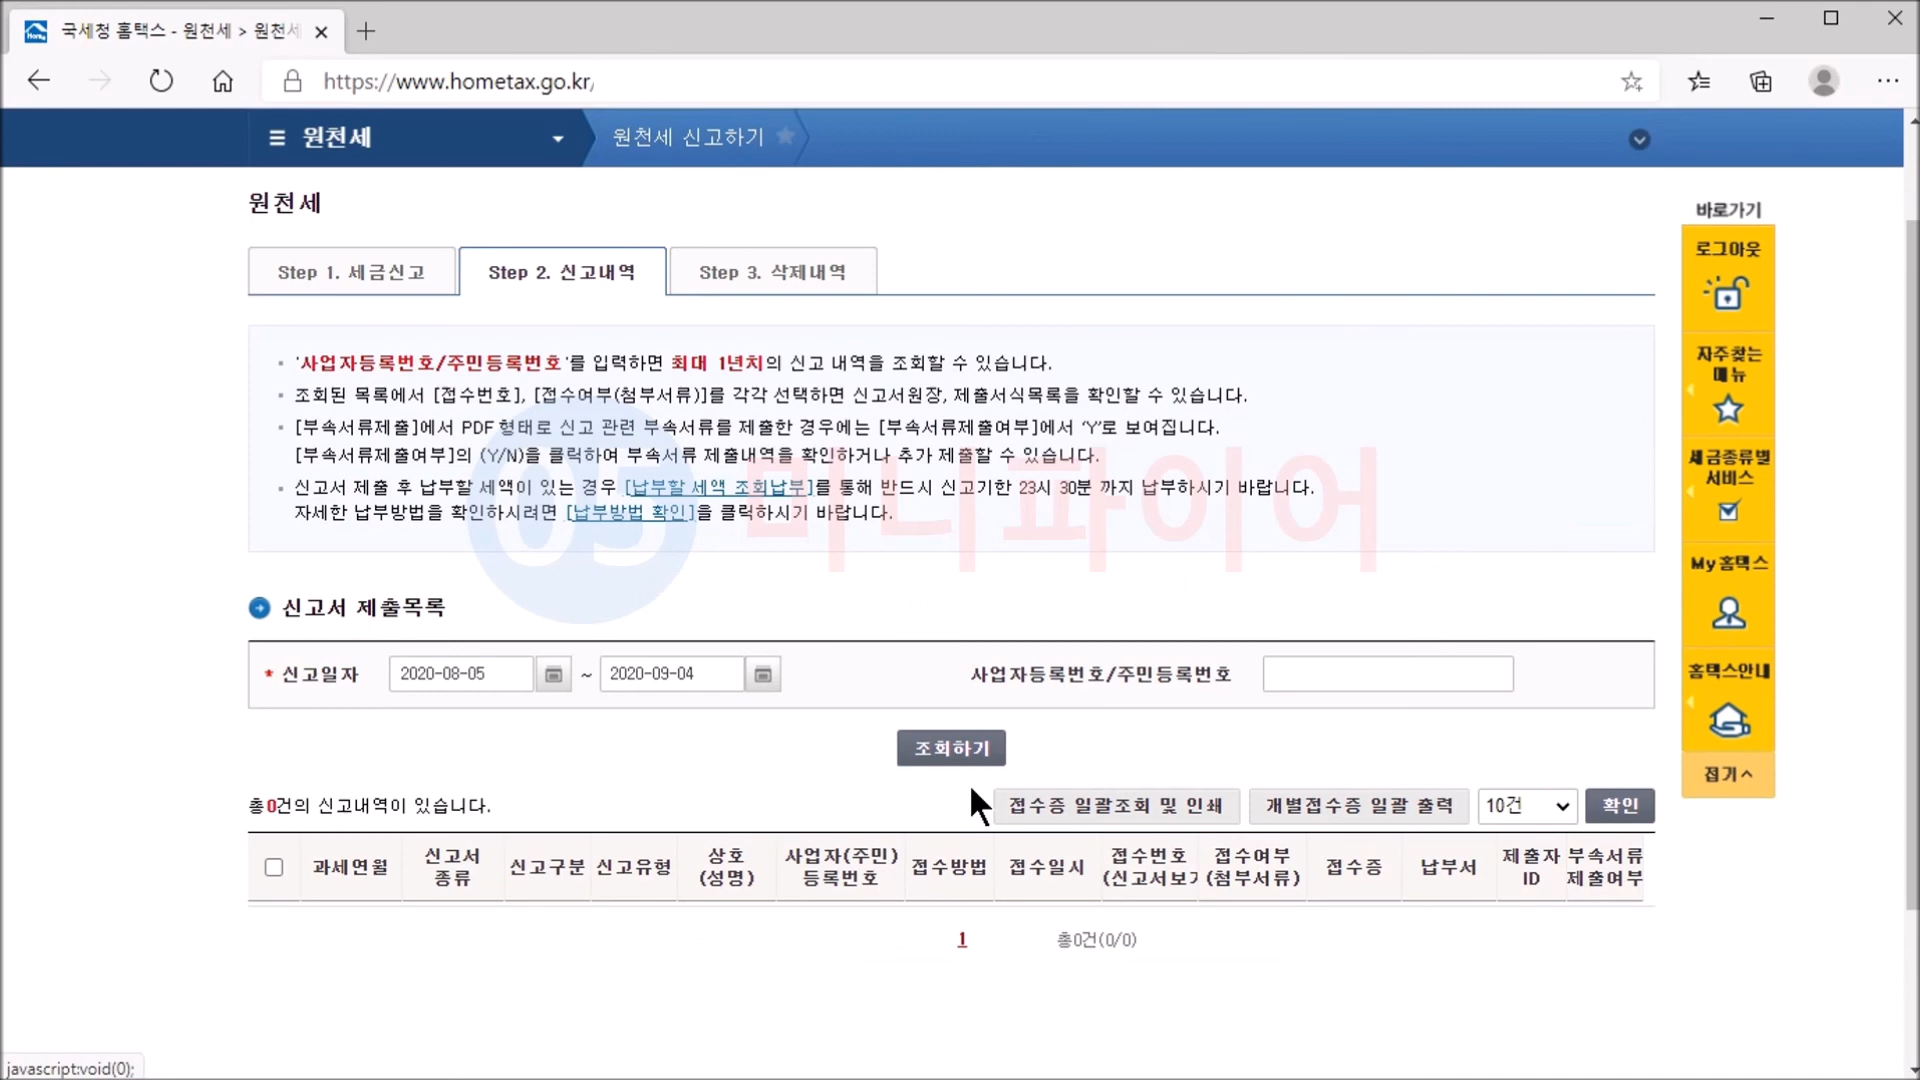 국세청 홈택스 - 원천세 > 원천세
https://www.hometax.go.kr/
원천세
원천세 신고하기
원천세
Step 1. 세금신고
Step 2. 신고내역
Step 3. 삭제내역
'사업자등록번호/주민등록번호'를 입력하면 최대 1년치의 신고 내역을 조회할 수 있습니다.
조회된 목록에서 [접수번호], [접수여부(첨부서류)]를 각각 선택하면 신고서원장, 제출서식목록을 확인할 수 있습니다.
[부속서류제출]에서 PDF 형태로 신고 관련 부속서류를 제출한 경우에는 [부속서류제출여부]에서 ‘Y’로 보여집니다.
[부속서류제출여부]의 (Y/N)을 클릭하여 부속서류 제출내역을 확인하거나 추가 제출할 수 있습니다.
신고서 제출 후 납부할 세액이 있는 경우 [납부할 세액 조회납부]를 통해 반드시 신고기한 23시 30분 까지 납부하시기 바랍니다.
자세한 납부방법을 확인하시려면 [납부방법 확인]을 클릭하시기 바랍니다.
05 미니파이어
신고서 제출목록
* 신고일자 2020-08-05 ~ 2020-09-04 사업자등록번호/주민등록번호
조회하기
총0건의 신고내역이 있습니다.
접수증 일괄조회 및 인쇄 개별접수증 일괄 출력 10건 확인
과세연월 신고서 종류 신고구분 신고유형 상호 (성명) 사업자(주민) 등록번호 접수방법 접수일시 접수번호 (신고서보기 접수여부 (첨부서류) 접수증 납부서 제출자 ID 부속서류 제출여부
1 총0건(0/0)
바로가기
로그아웃
자주찾는
메뉴
세금종류별
서비스
My홈택스
홈택스안내
접기
javascript:void(0);